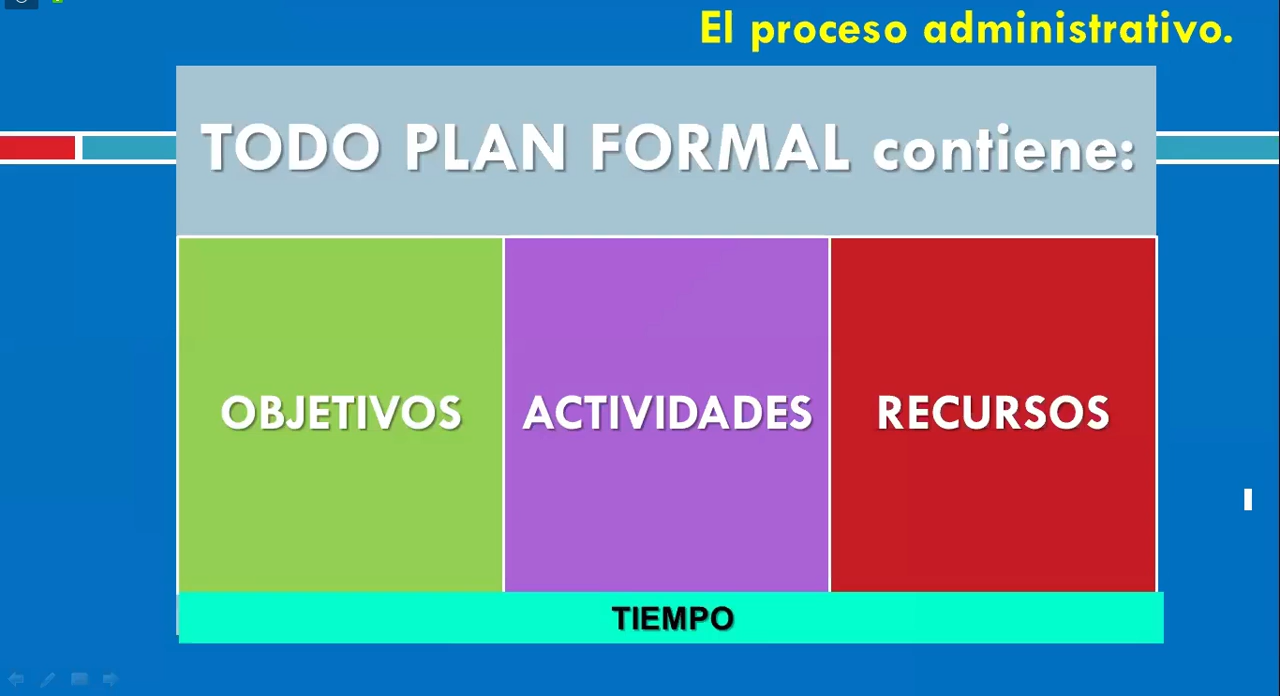 El proceso administrativo.
TODO PLAN FORMAL contiene:
OBJETIVOS
ACTIVIDADES
RECURSOS
TIEMPO